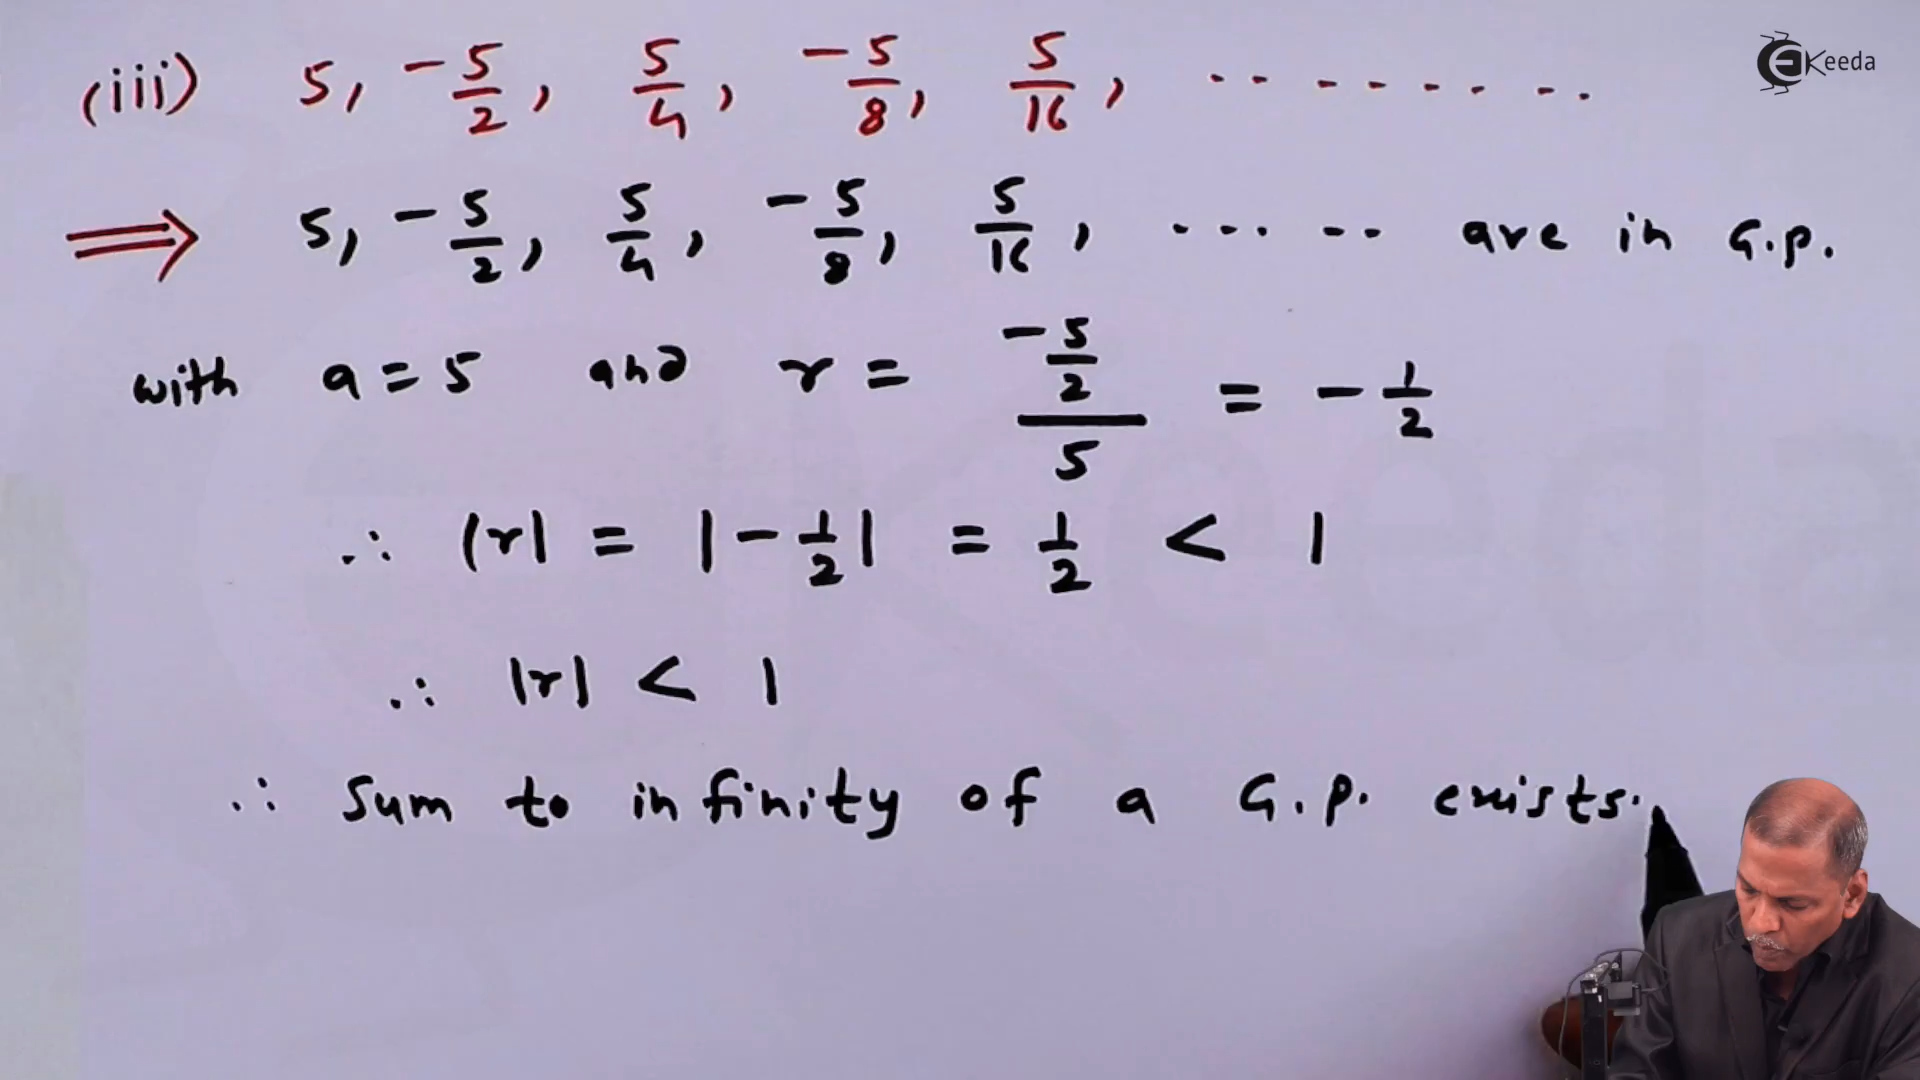 (iii) 5, -5/2, 5/4, -5/8, 5/16, ..........
⟹ 5, -5/2, 5/4, -5/8, 5/16, ...... are in G.p.
with a = 5 and r = (-5/2)/5 = -1/2
∴ |r| = |-1/2| = 1/2 < 1
∴ |r| < 1
∴ Sum to infinity of a G.p. exists.
eKeeda